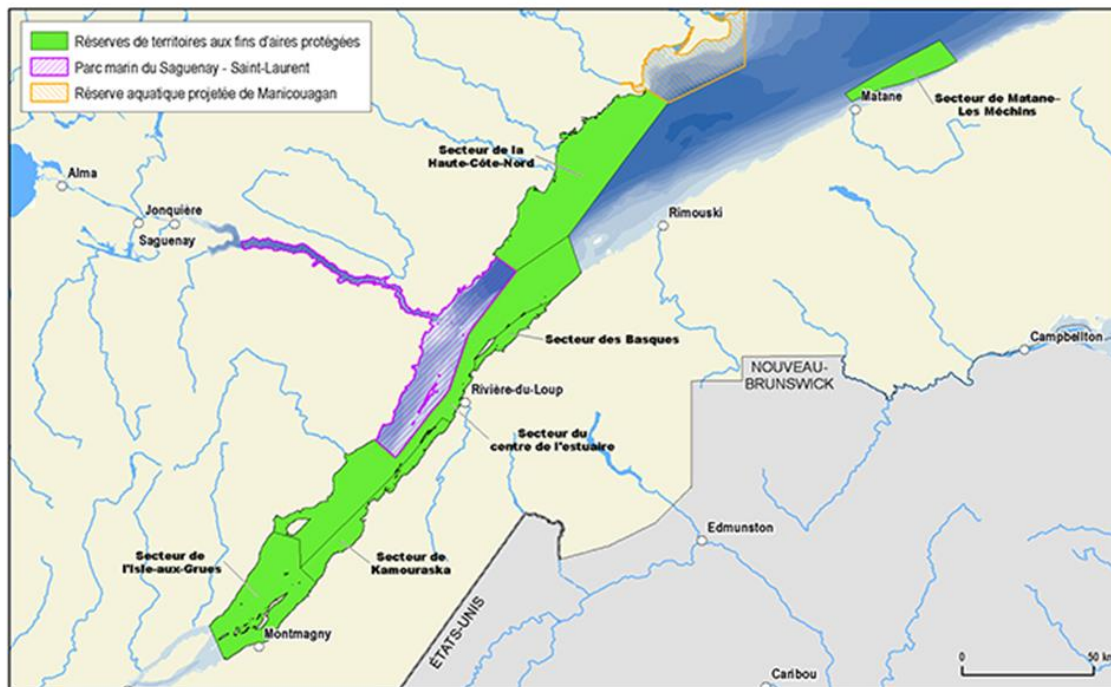 Réserves de territoires aux fins d'aires protégées
Parc marin du Saguenay - Saint-Laurent
Réserve aquatique projetée de Manicouagan
Matane
Secteur de Matane–
Les Méchins
Secteur de la
Haute-Côte-Nord
Alma
Jonquière
Saguenay
Rimouski
Secteur des Basques
Campbellton
NOUVEAU-
BRUNSWICK
Rivière-du-Loup
Secteur du
centre de l'estuaire
Edmunston
Secteur de
l'Isle-aux-Grues
Secteur de
Kamouraska
Montmagny
ÉTATS-UNIS
Caribou
0 50 km